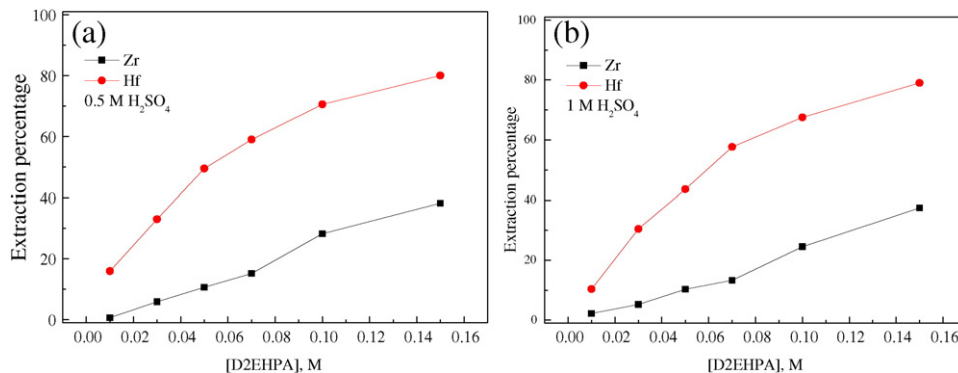 (a)
Zr
Hf
0.5 M H₂SO₄
Extraction percentage
100
80
60
40
20
0
0.00 0.02 0.04 0.06 0.08 0.10 0.12 0.14 0.16
[D2EHPA], M
(b)
Zr
Hf
1 M H₂SO₄
Extraction percentage
100
80
60
40
20
0
0.00 0.02 0.04 0.06 0.08 0.10 0.12 0.14 0.16
[D2EHPA], M